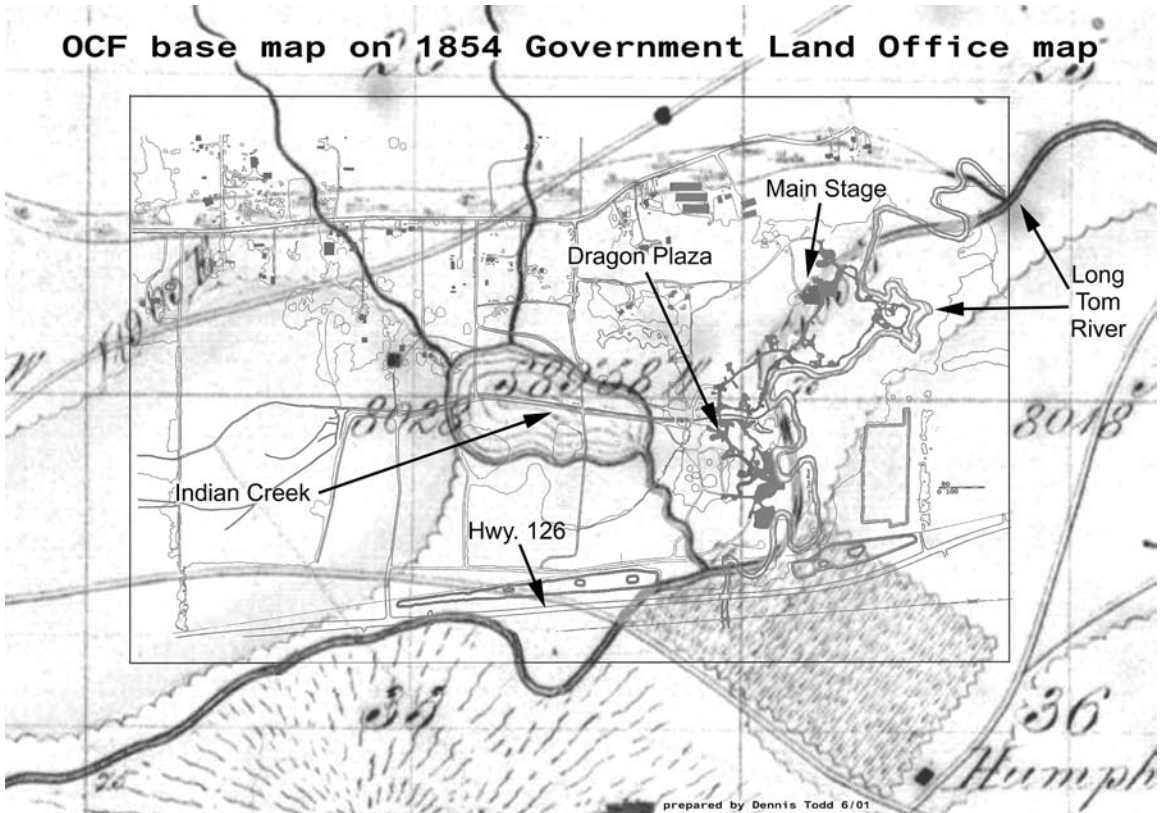 OCF base map on 1854 Government Land Office map
Main Stage
Dragon Plaza
Long
Tom
River
Indian Creek
Hwy. 126
8028
8018
36
Humph
prepared by Dennis Todd 6/01